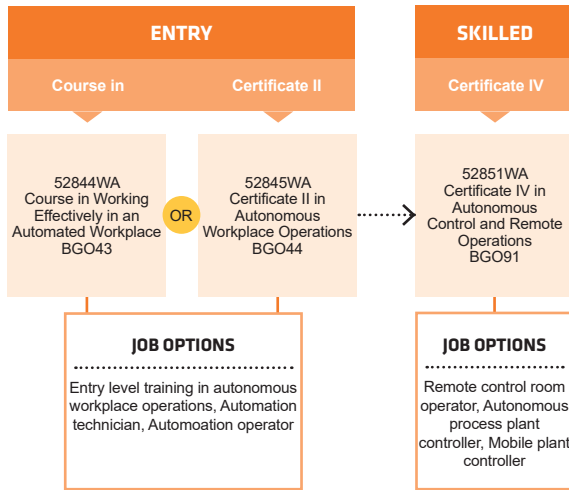 ENTRY
SKILLED
Course in
Certificate II
Certificate IV
52844WA
Course in Working
Effectively in an
Automated Workplace
BGO43
OR
52845WA
Certificate II in
Autonomous
Workplace Operations
BGO44
52851WA
Certificate IV in
Autonomous
Control and Remote
Operations
BGO91
JOB OPTIONS
Entry level training in autonomous
workplace operations, Automation
technician, Automoation operator
JOB OPTIONS
Remote control room
operator, Autonomous
process plant
controller, Mobile plant
controller